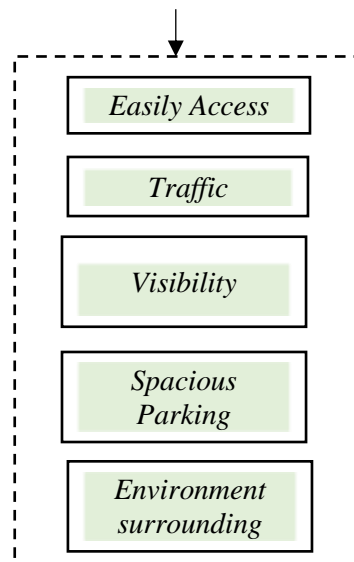 Easily Access
Traffic
Visibility
Spacious
Parking
Environment
surrounding